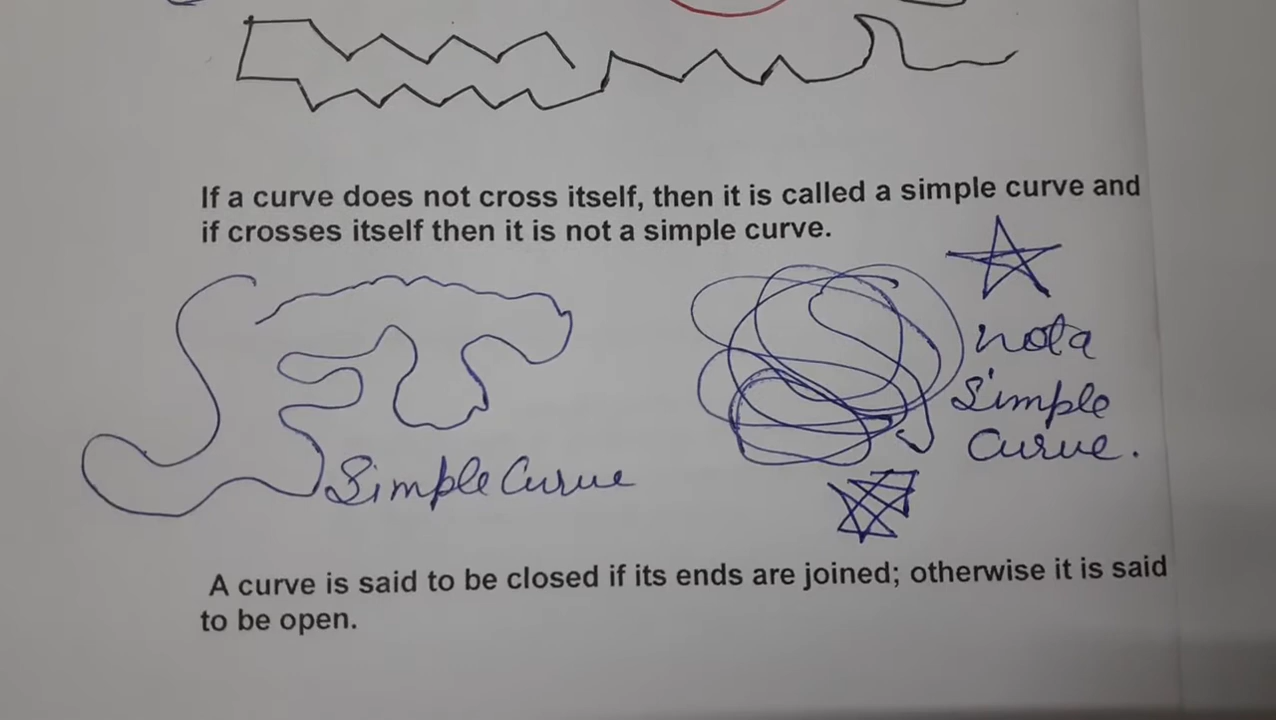 If a curve does not cross itself, then it is called a simple curve and
if crosses itself then it is not a simple curve.
not a
Simple
Curve.
Simple Curve
A curve is said to be closed if its ends are joined; otherwise it is said
to be open.